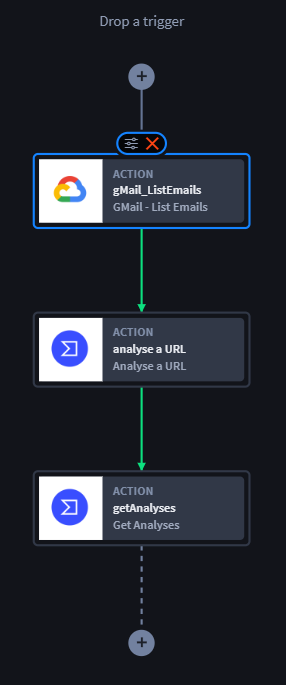 Drop a trigger
ACTION
gMail_ListEmails
GMail - List Emails
ACTION
analyse a URL
Analyse a URL
ACTION
getAnalyses
Get Analyses